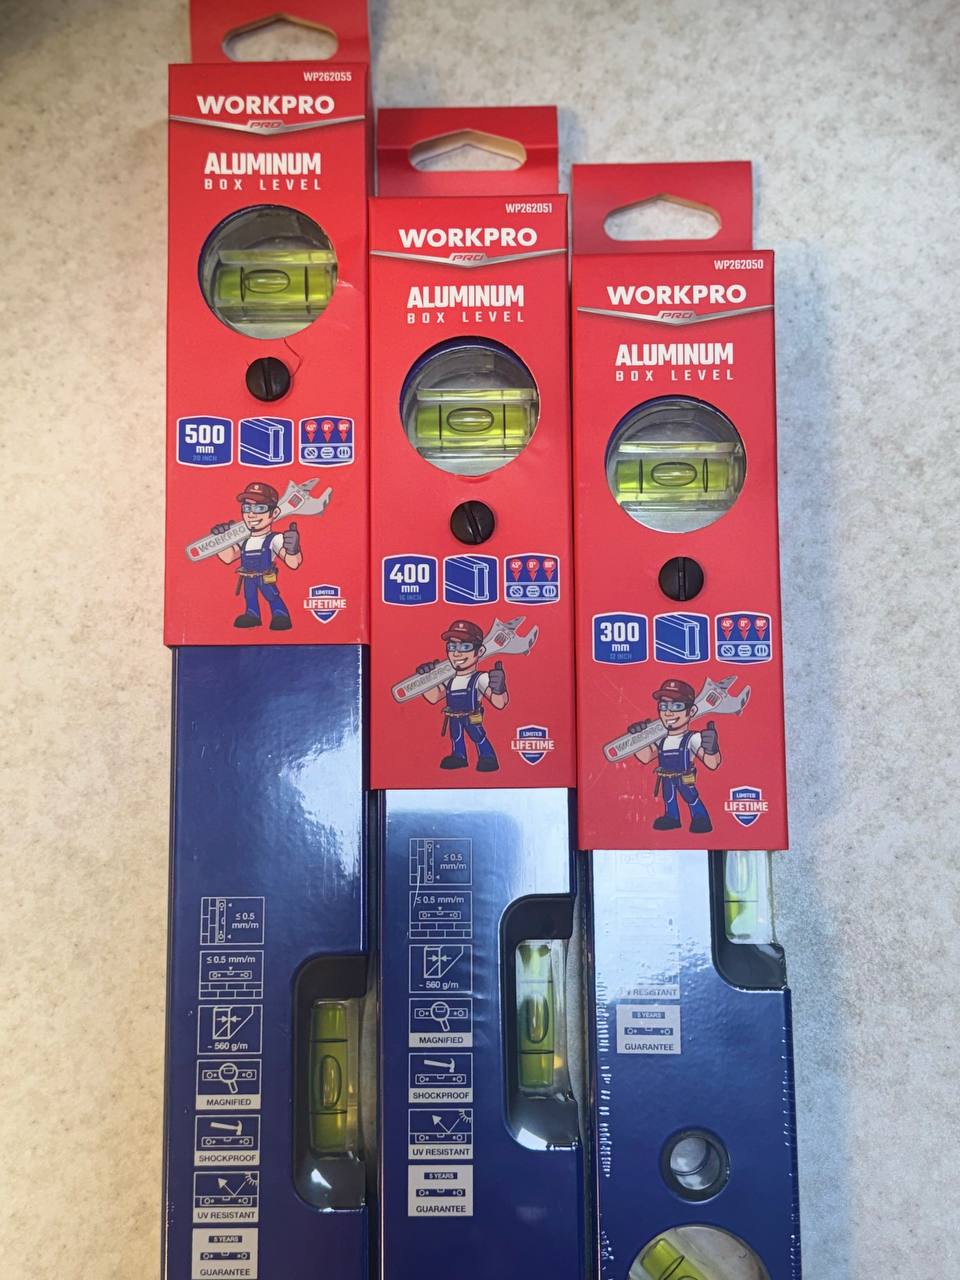 WP262055
WORKPRO
PRO
ALUMINUM
BOX LEVEL
500
mm
20 INCH
45° 0° 90°
WORKPRO
LIMITED
LIFETIME
WARRANTY
≤ 0.5
mm/m
≤ 0.5 mm/m
~ 560 g/m
MAGNIFIED
SHOCKPROOF
UV RESISTANT
5 YEARS
GUARANTEE
WP262051
WORKPRO
PRO
ALUMINUM
BOX LEVEL
400
mm
16 INCH
45° 0° 90°
WORKPRO
LIMITED
LIFETIME
WARRANTY
≤ 0.5
mm/m
≤ 0.5 mm/m
~ 560 g/m
MAGNIFIED
SHOCKPROOF
UV RESISTANT
5 YEARS
GUARANTEE
WP262050
WORKPRO
PRO
ALUMINUM
BOX LEVEL
300
mm
12 INCH
45° 0° 90°
WORKPRO
LIMITED
LIFETIME
WARRANTY
UV RESISTANT
5 YEARS
GUARANTEE